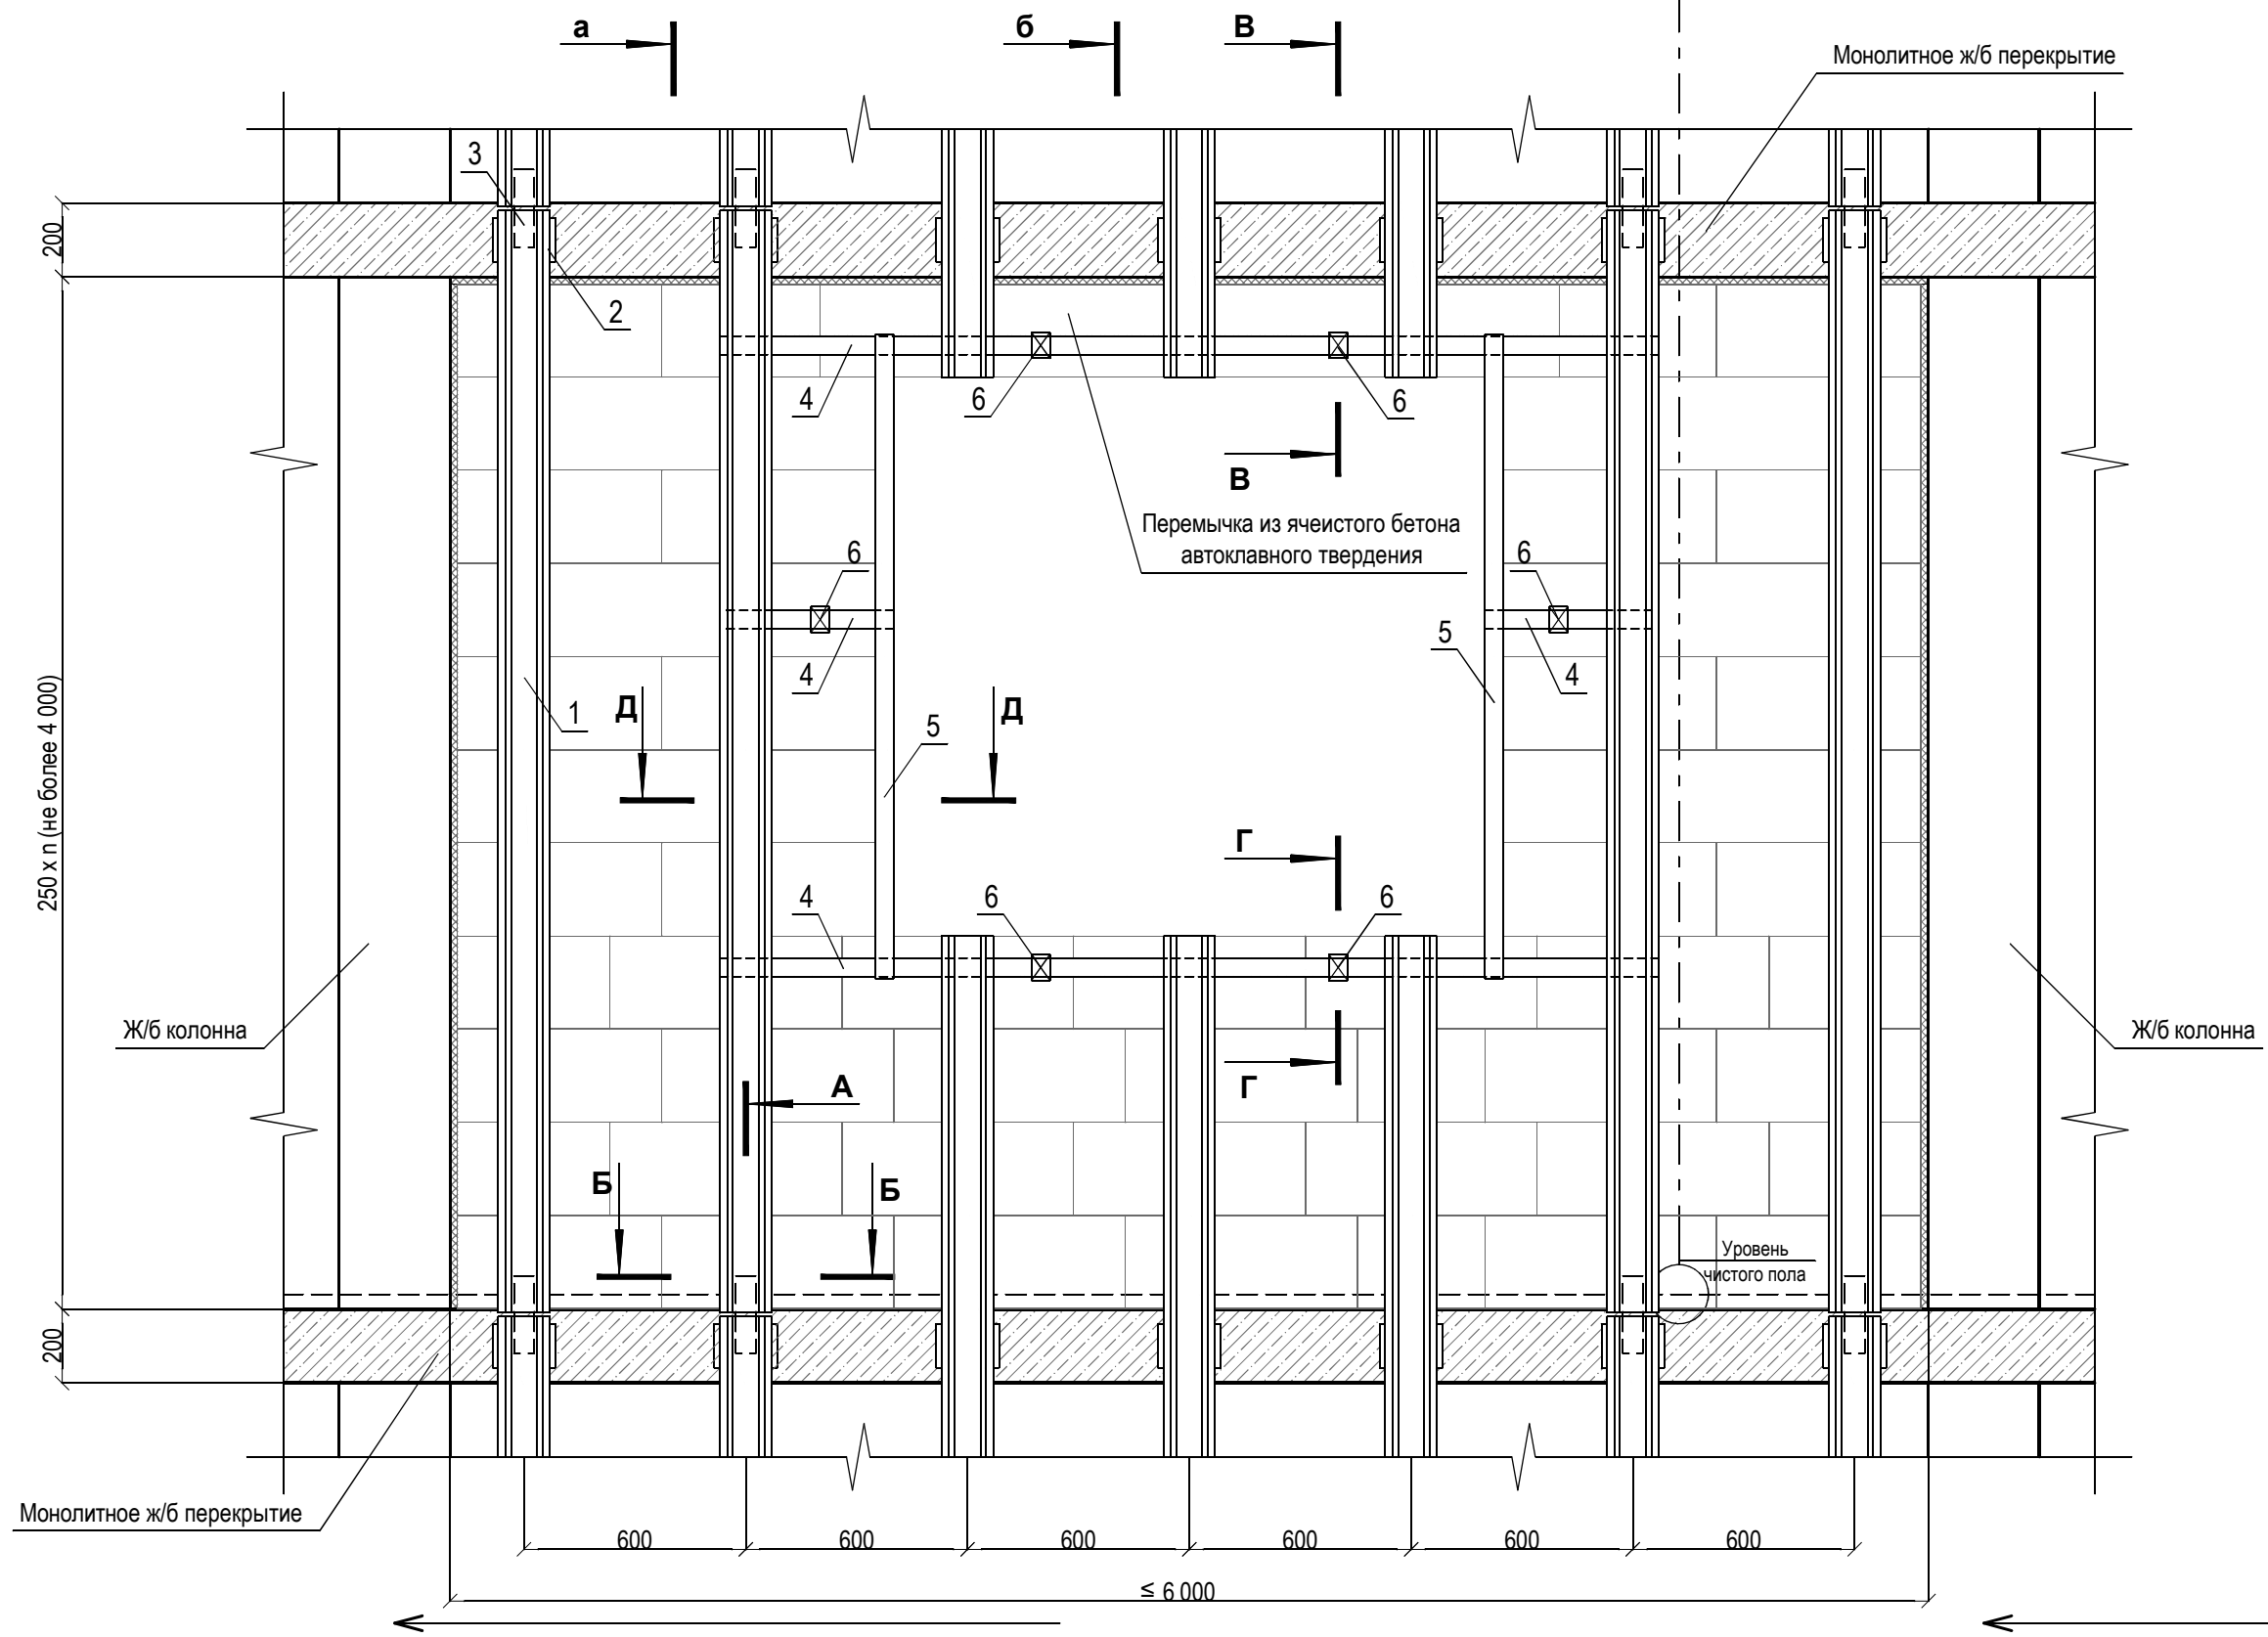 а
б
В
Монолитное ж/б перекрытие
3
200
2
4
6
6
В
Перемычка из ячеистого бетона
автоклавного твердения
6
6
5
4
4
250 x n (не более 4 000)
1
Д
Д
5
Г
4
6
6
Ж/б колонна
Ж/б колонна
А
Г
Б
Б
Уровень
чистого пола
200
Монолитное ж/б перекрытие
600
600
600
600
600
600
≤ 6 000